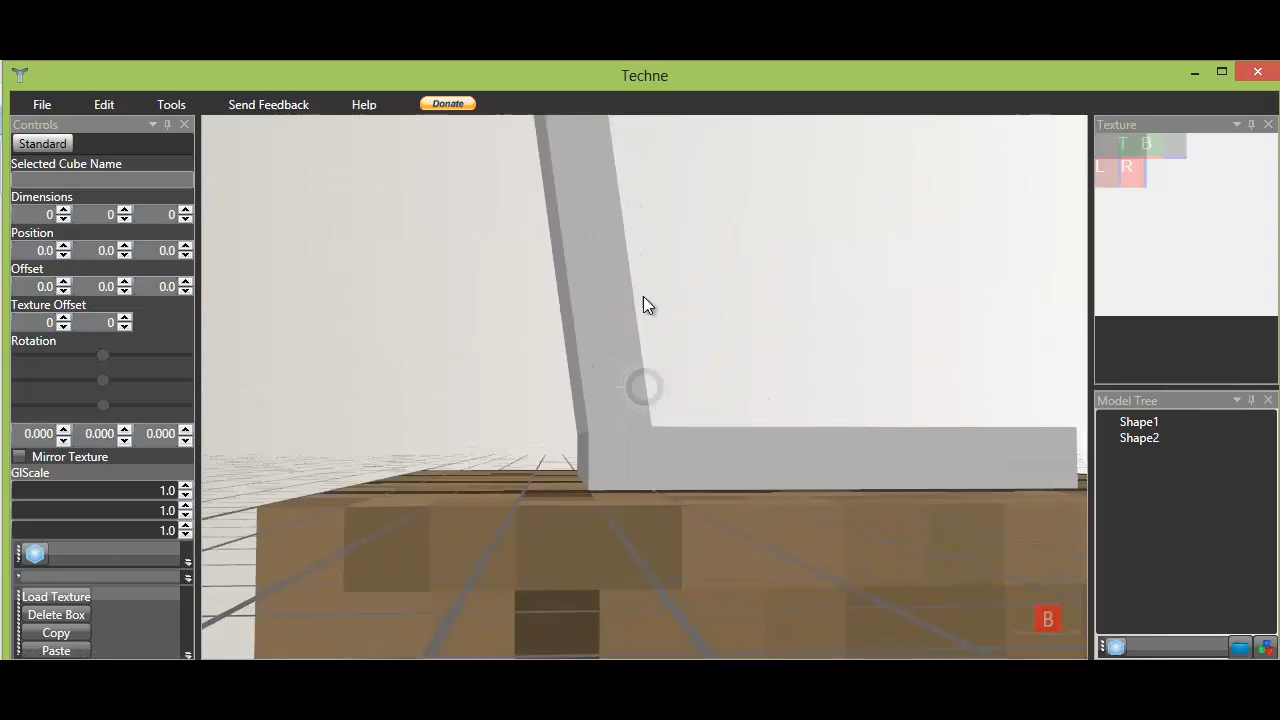 Techne
File Edit Tools Send Feedback Help Donate
Controls
Standard
Selected Cube Name
Dimensions
0 0 0
Position
0.0 0.0 0.0
Offset
0.0 0.0 0.0
Texture Offset
0 0
Rotation
0.000 0.000 0.000
Mirror Texture
GlScale
1.0
1.0
1.0
Load Texture
Delete Box
Copy
Paste
B
Texture
T B
L R
Model Tree
Shape1
Shape2